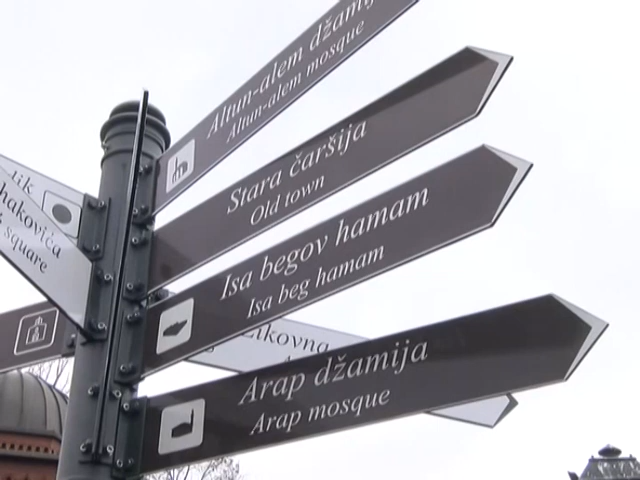 Altun-alem džamija
Altun-alem mosque
Stara čaršija
Old town
Isa begov hamam
Isa beg hamam
Arap džamija
Arap mosque
square